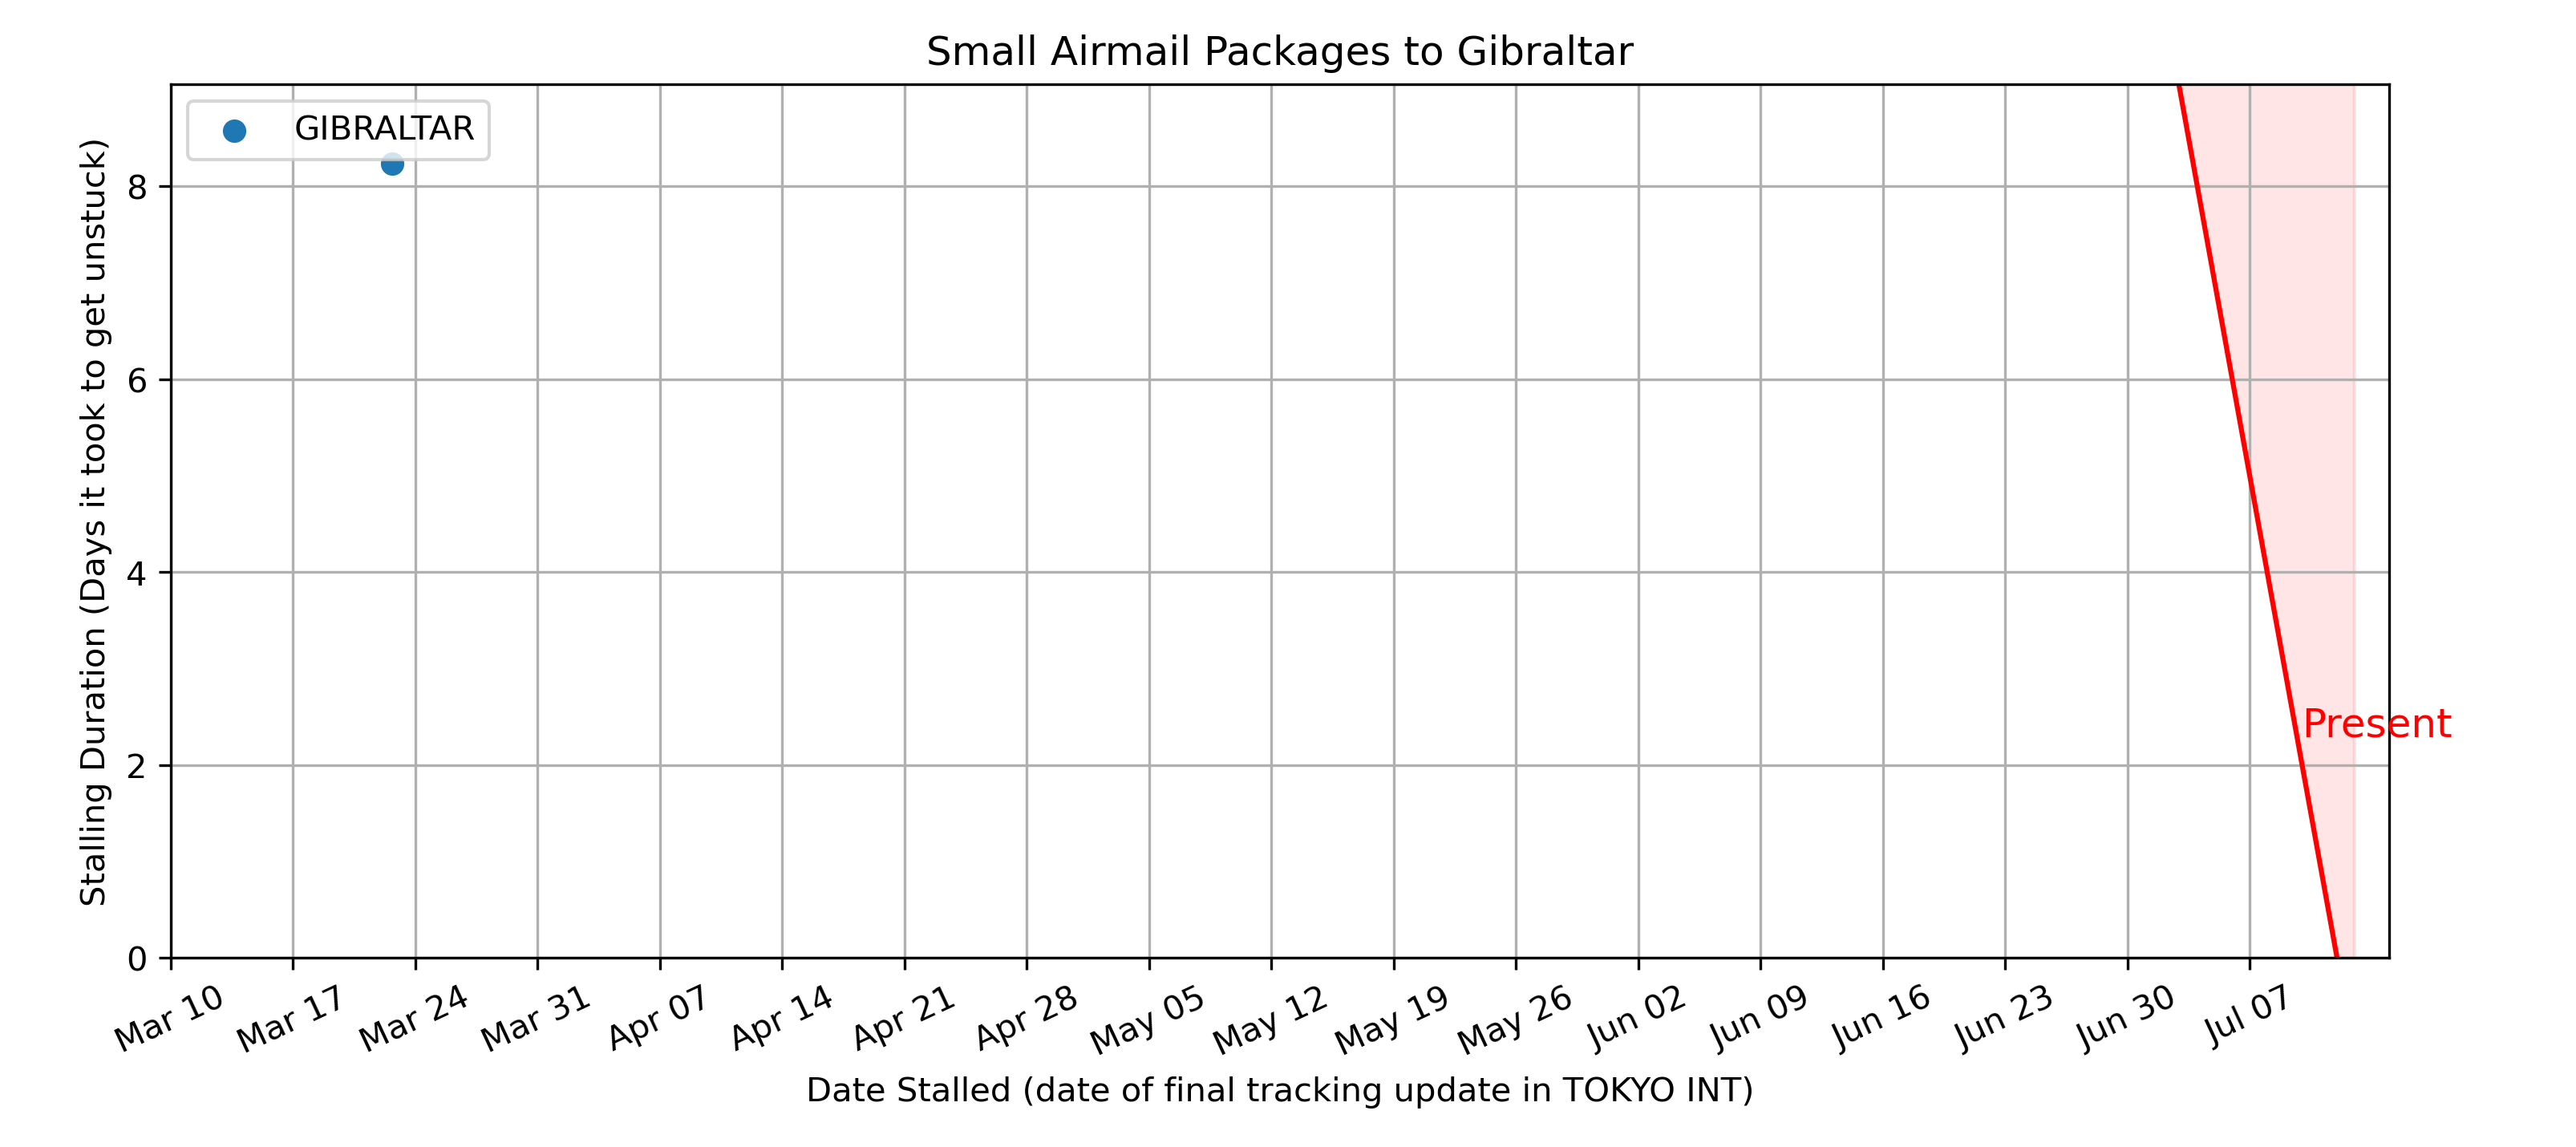 Small Airmail Packages to Gibraltar
GIBRALTAR
Stalling Duration (Days it took to get unstuck)
8
6
4
2
0
Present
Mar 10
Mar 17
Mar 24
Mar 31
Apr 07
Apr 14
Apr 21
Apr 28
May 05
May 12
May 19
May 26
Jun 02
Jun 09
Jun 16
Jun 23
Jun 30
Jul 07
Date Stalled (date of final tracking update in TOKYO INT)